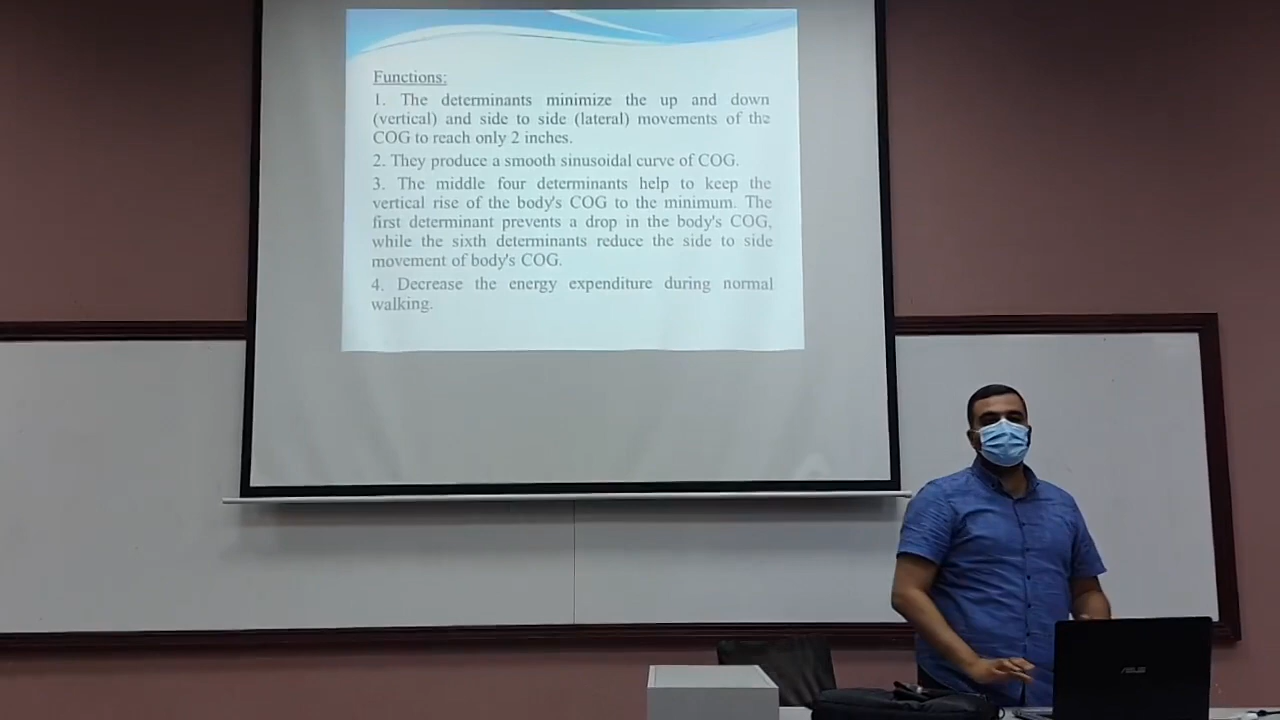 Functions:
1. The determinants minimize the up and down
(vertical) and side to side (lateral) movements of the
COG to reach only 2 inches.
2. They produce a smooth sinusoidal curve of COG.
3. The middle four determinants help to keep the
vertical rise of the body's COG to the minimum. The
first determinant prevents a drop in the body's COG,
while the sixth determinants reduce the side to side
movement of body's COG.
4. Decrease the energy expenditure during normal
walking.
ASUS